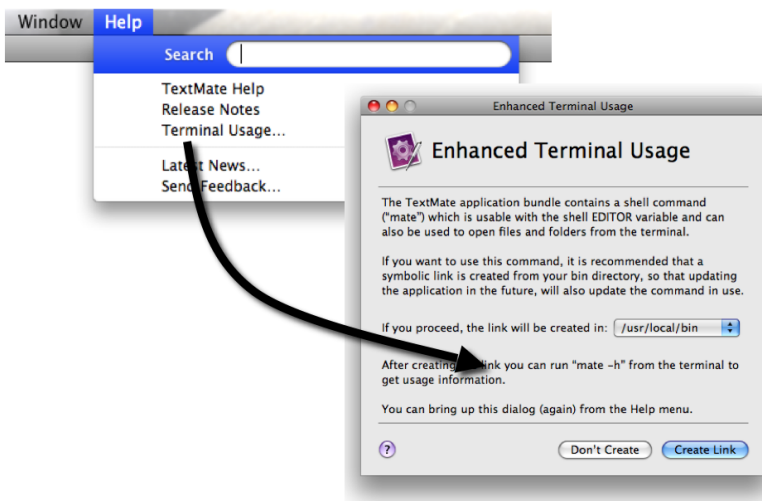 Window Help
Search
TextMate Help
Release Notes
Terminal Usage...
Latest News...
Send Feedback...
Enhanced Terminal Usage
Enhanced Terminal Usage
The TextMate application bundle contains a shell command
("mate") which is usable with the shell EDITOR variable and can
also be used to open files and folders from the terminal.
If you want to use this command, it is recommended that a
symbolic link is created from your bin directory, so that updating
the application in the future, will also update the command in use.
If you proceed, the link will be created in: /usr/local/bin
After creating link you can run "mate -h" from the terminal to
get usage information.
You can bring up this dialog (again) from the Help menu.
? Don't Create Create Link